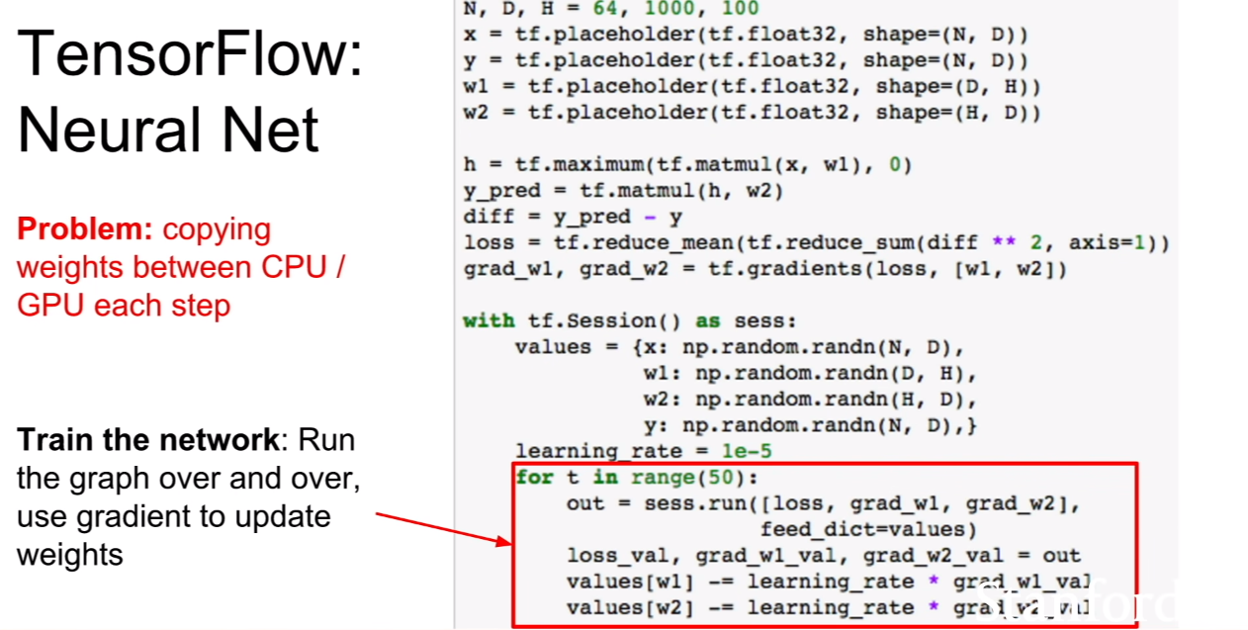 TensorFlow:
Neural Net
Problem: copying
weights between CPU /
GPU each step
Train the network: Run
the graph over and over,
use gradient to update
weights
N, D, H = 64, 1000, 100
x = tf.placeholder(tf.float32, shape=(N, D))
y = tf.placeholder(tf.float32, shape=(N, D))
w1 = tf.placeholder(tf.float32, shape=(D, H))
w2 = tf.placeholder(tf.float32, shape=(H, D))
h = tf.maximum(tf.matmul(x, w1), 0)
y_pred = tf.matmul(h, w2)
diff = y_pred - y
loss = tf.reduce_mean(tf.reduce_sum(diff ** 2, axis=1))
grad_w1, grad_w2 = tf.gradients(loss, [w1, w2])
with tf.Session() as sess:
    values = {x: np.random.randn(N, D),
              w1: np.random.randn(D, H),
              w2: np.random.randn(H, D),
              y: np.random.randn(N, D),}
    learning_rate = 1e-5
    for t in range(50):
        out = sess.run([loss, grad_w1, grad_w2],
                       feed_dict=values)
        loss_val, grad_w1_val, grad_w2_val = out
        values[w1] -= learning_rate * grad_w1_val
        values[w2] -= learning_rate * grad_w2_val
Stanford